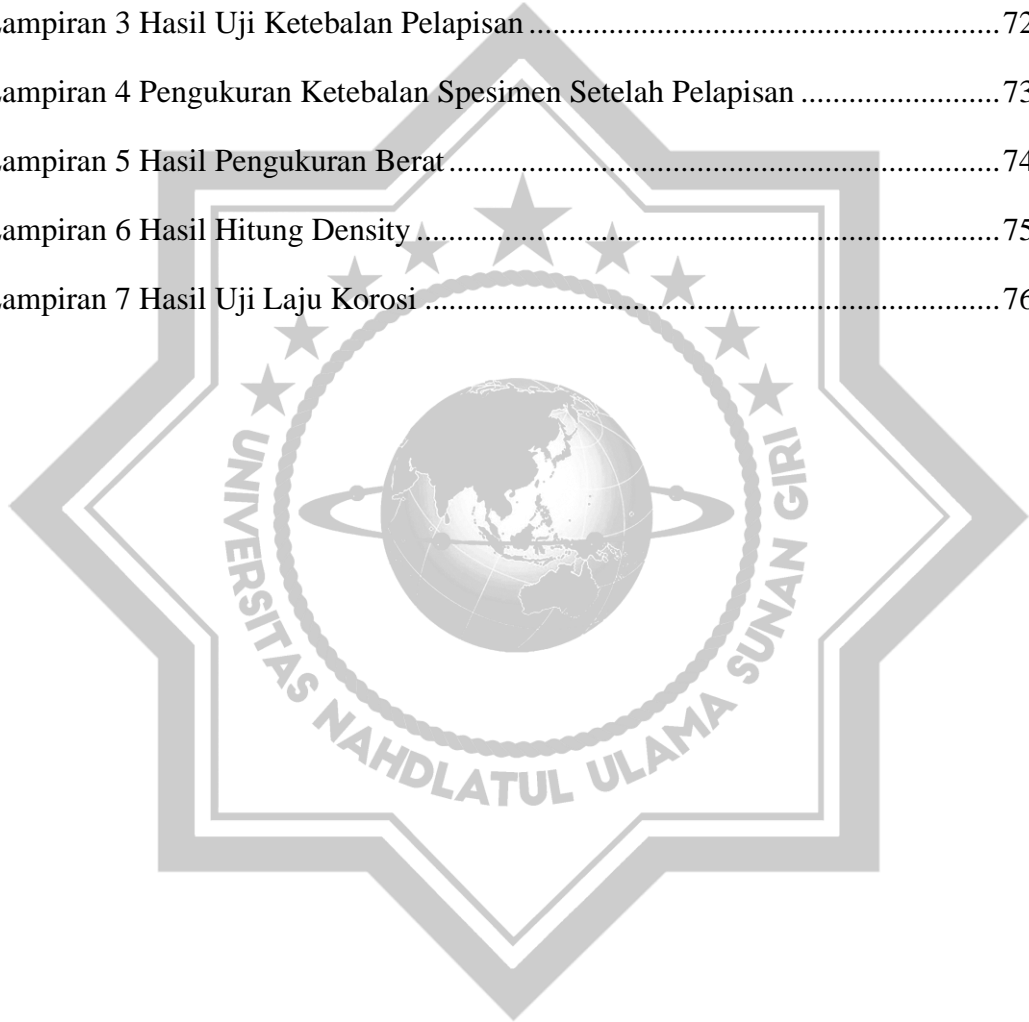 ampiran 3 Hasil Uji Ketebalan Pelapisan ........................................................... 72
ampiran 4 Pengukuran Ketebalan Spesimen Setelah Pelapisan ...................... 73
ampiran 5 Hasil Pengukuran Berat ..................................................................... 74
ampiran 6 Hasil Hitung Density ......................................................................... 75
ampiran 7 Hasil Uji Laju Korosi ........................................................................ 76
UNIVERSITAS NAHDLATUL ULAMA SUNAN GIRI